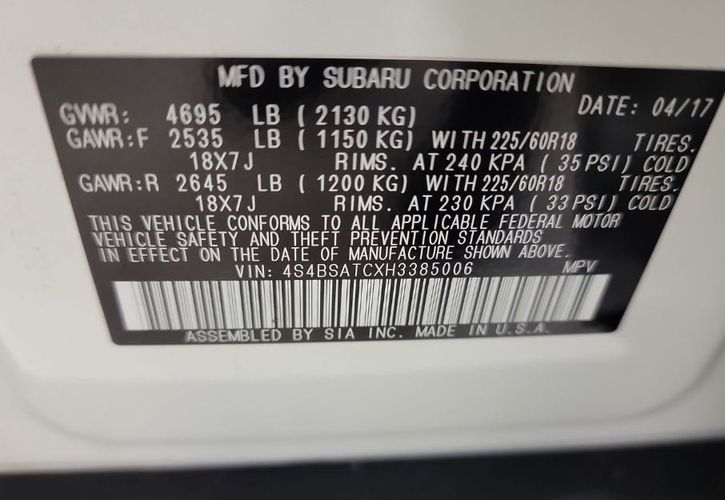 MFD BY SUBARU CORPORATION
DATE: 04/17
GVWR: 4695 LB ( 2130 KG)
GAWR:F 2535 LB ( 1150 KG) WITH 225/60R18 TIRES.
18X7J RIMS. AT 240 KPA ( 35 PSI) COLD
GAWR:R 2645 LB ( 1200 KG) WITH 225/60R18 TIRES.
18X7J RIMS. AT 230 KPA ( 33 PSI) COLD
THIS VEHICLE CONFORMS TO ALL APPLICABLE FEDERAL MOTOR
VEHICLE SAFETY AND THEFT PREVENTION STANDARDS
IN EFFECT ON THE DATE OF MANUFACTURE SHOWN ABOVE.
VIN: 4S4BSATCXH3385006 MPV
ASSEMBLED BY SIA INC. MADE IN U.S.A.